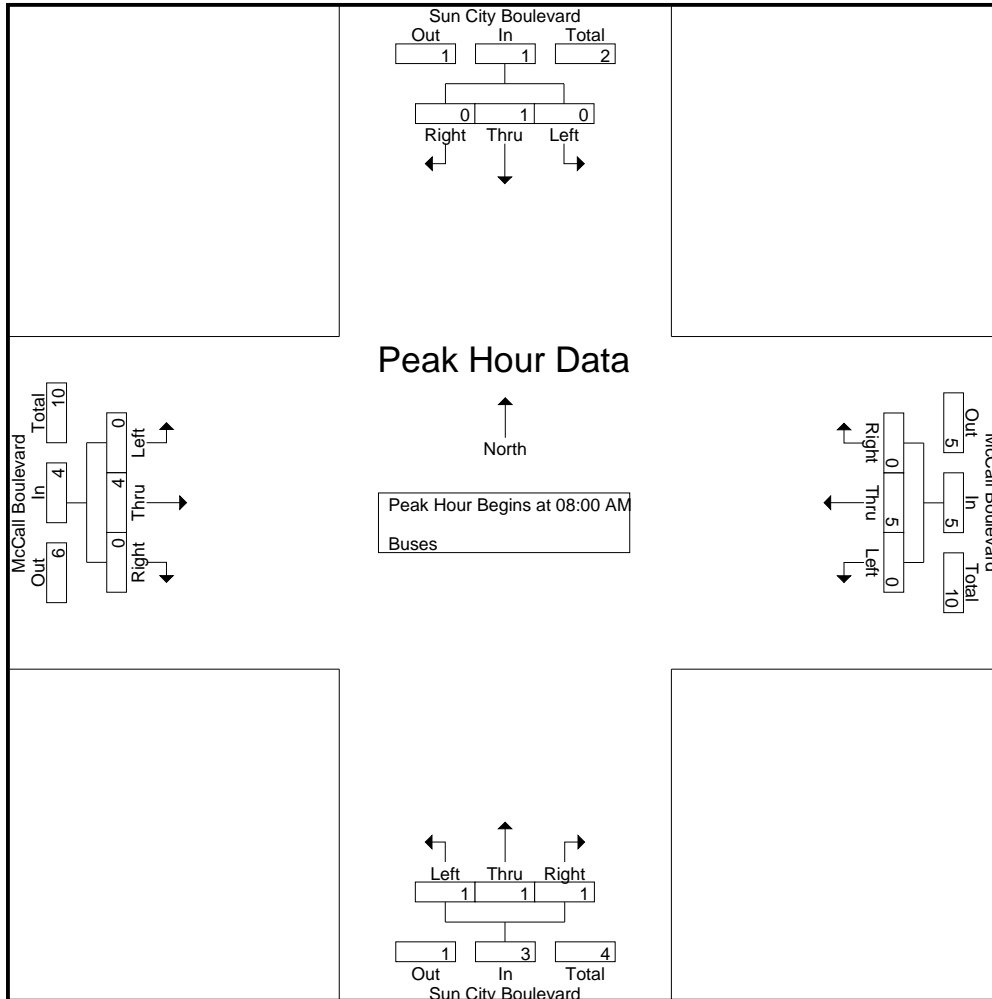 Sun City Boulevard
Out In Total
1 1 2
0 1 0
Right Thru Left
Peak Hour Data
North
Peak Hour Begins at 08:00 AM
Buses
McCall Boulevard
Out In Total
6 4 10
Right Thru Left
0 4 0
McCall Boulevard
Out In Total
5 5 10
Right Thru Left
0 5 0
Left Thru Right
1 1 1
1 3 4
Out In Total
Sun City Boulevard